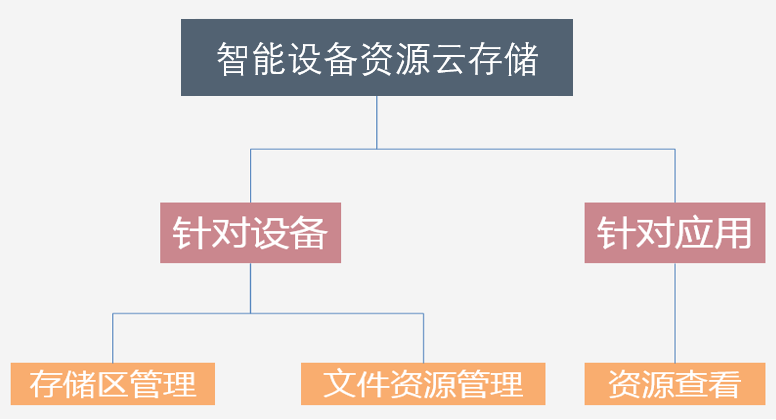 智能设备资源云存储
针对设备
针对应用
存储区管理
文件资源管理
资源查看